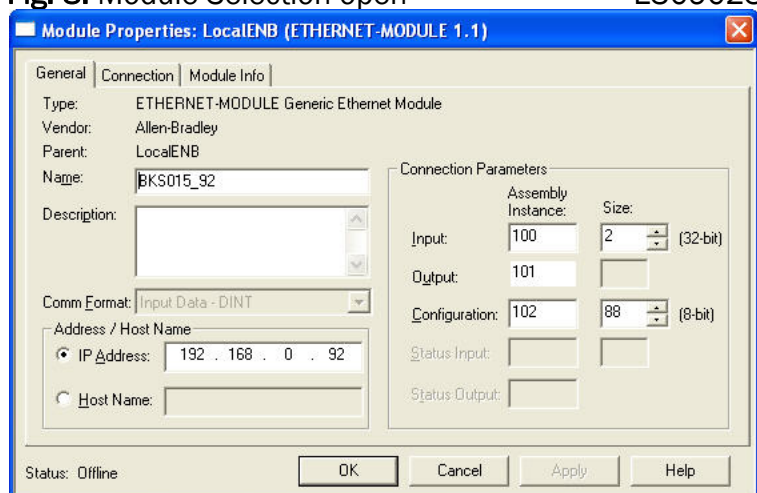 Fig. 8: Module Selection open
Module Properties: LocalENB (ETHERNET-MODULE 1.1)
General Connection Module Info
Type: ETHERNET-MODULE Generic Ethernet Module
Vendor: Allen-Bradley
Parent: LocalENB
Name: BKS015_92
Description:
Comm Format: Input Data - DINT
Address / Host Name
IP Address: 192 . 168 . 0 . 92
Host Name:
Connection Parameters
Assembly Instance: Size:
Input: 100 2 (32-bit)
Output: 101
Configuration: 102 88 (8-bit)
Status Input:
Status Output:
Status: Offline
OK Cancel Apply Help